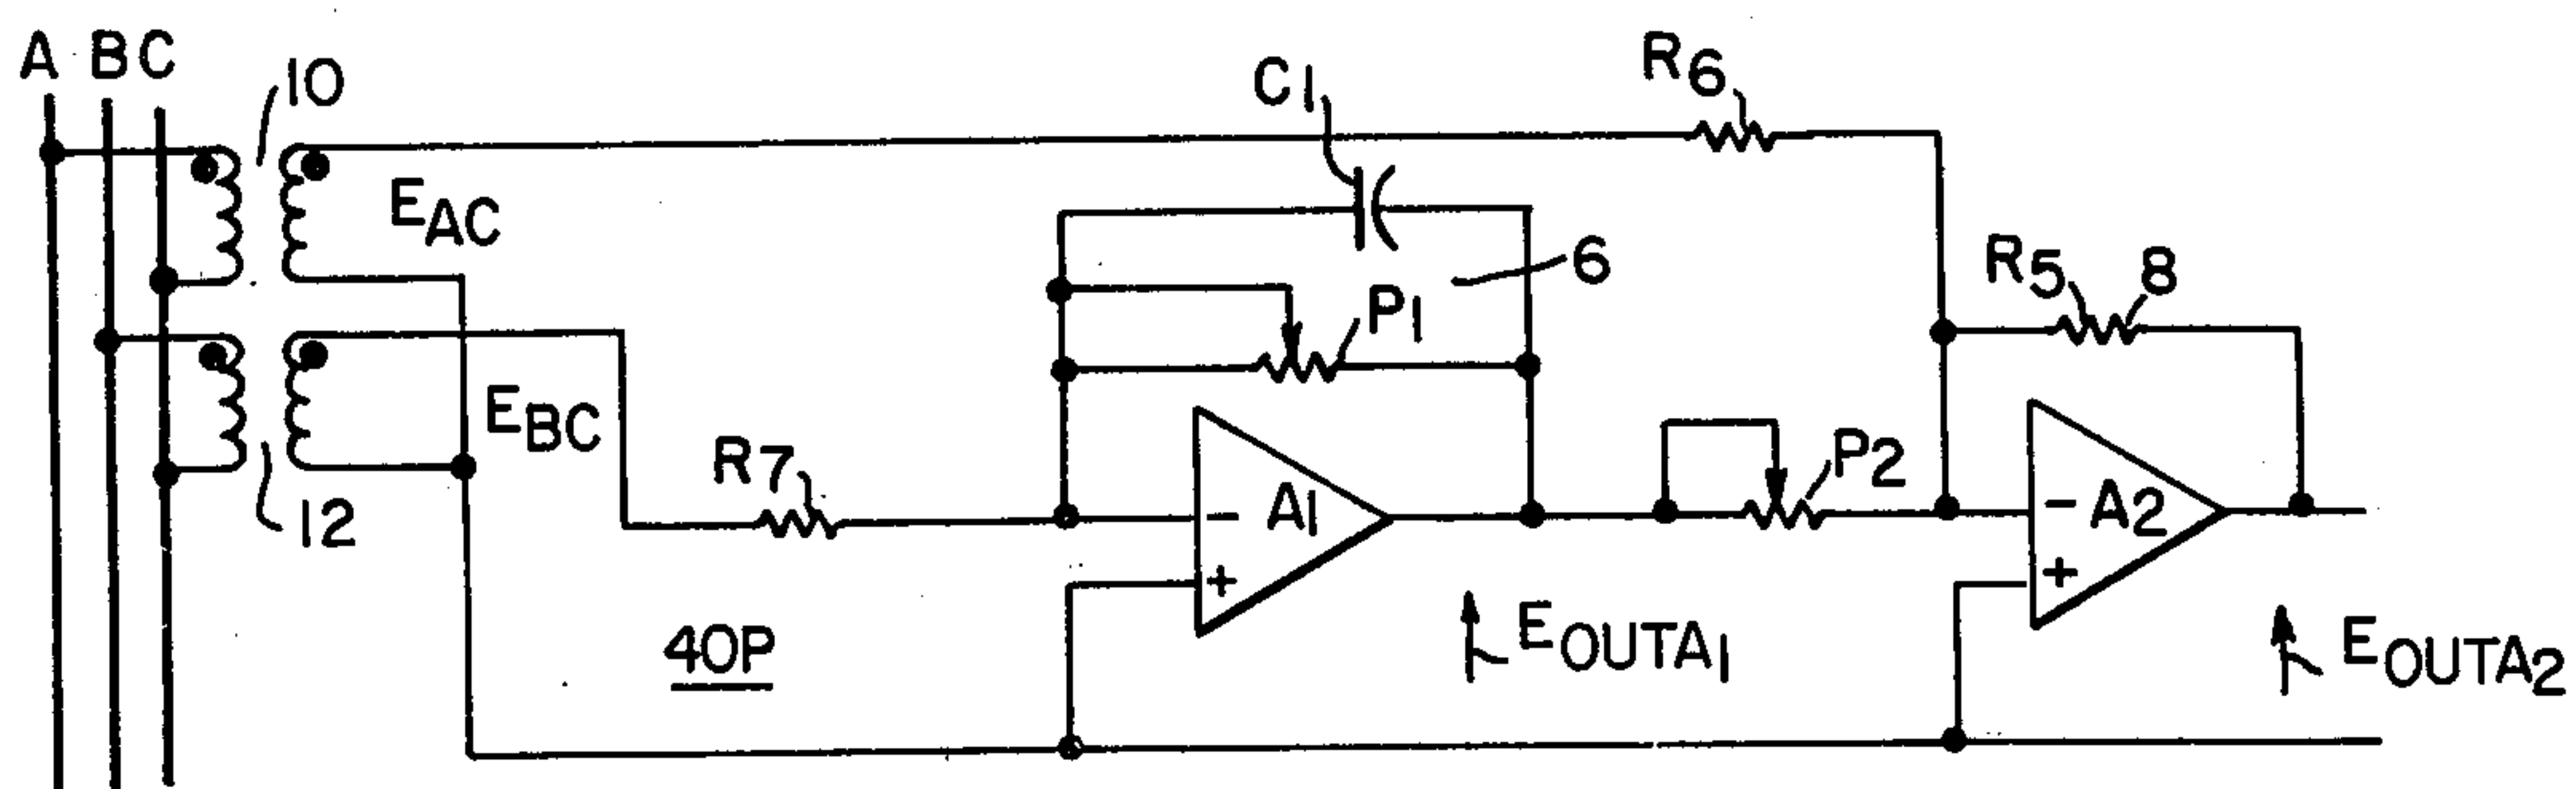 A B C
10
C1
R6
EAC
6
R5
8
P1
EBC
R7
P2
A1
A2
12
-
+
-
+
40P
EOUTA1
EOUTA2